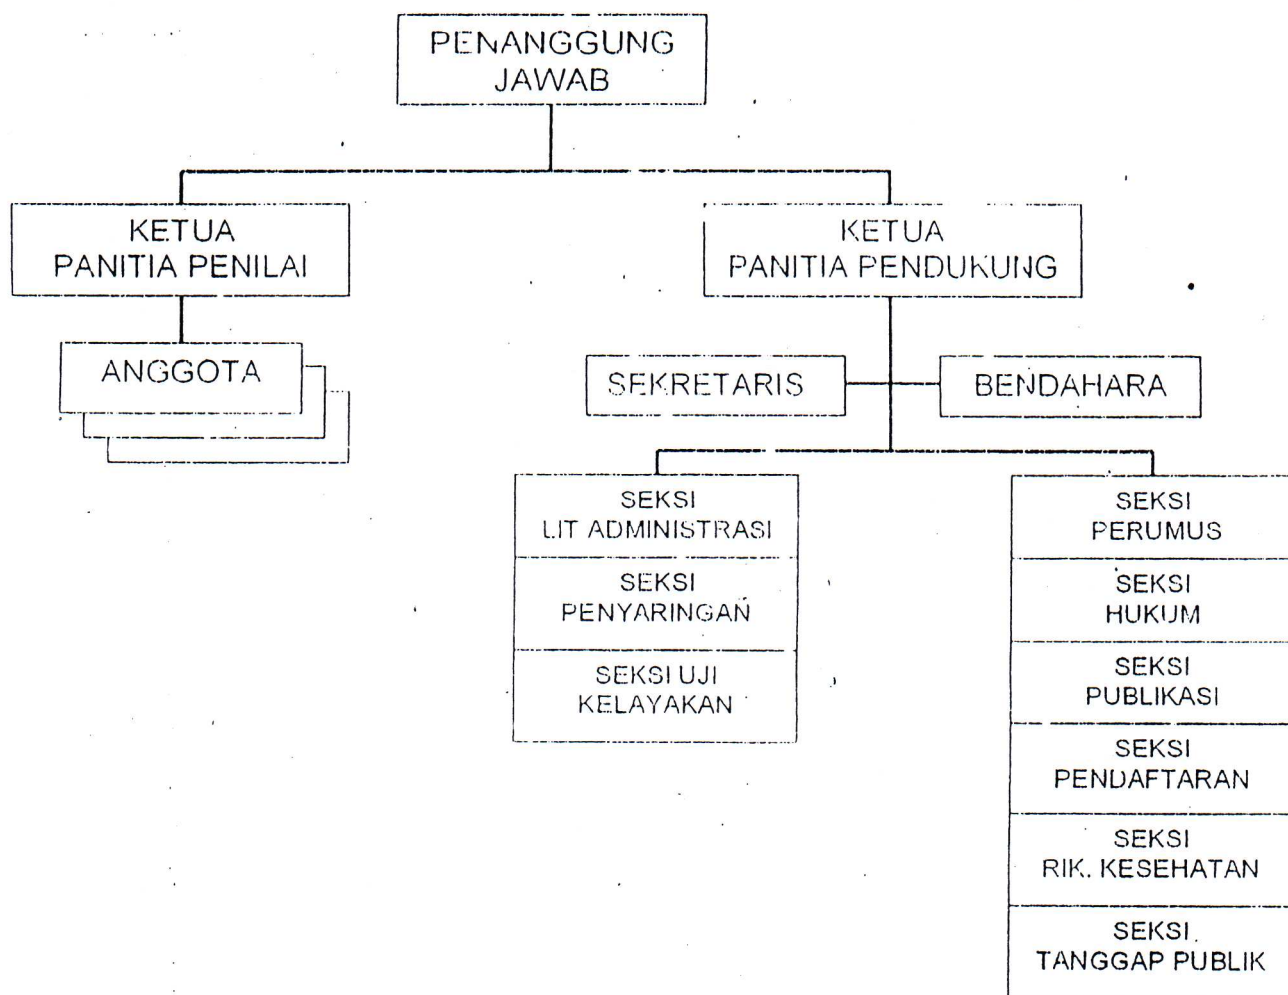 PENANGGUNG
JAWAB
KETUA
PANITIA PENILAI
KETUA
PANITIA PENDUKUNG
ANGGOTA
SEKRETARIS
BENDAHARA
SEKSI
LIT ADMINISTRASI
SEKSI
PENYARINGAN
SEKSI UJI
KELAYAKAN
SEKSI
PERUMUS
SEKSI
HUKUM
SEKSI
PUBLIKASI
SEKSI
PENDAFTARAN
SEKSI
RIK. KESEHATAN
SEKSI
TANGGAP PUBLIK